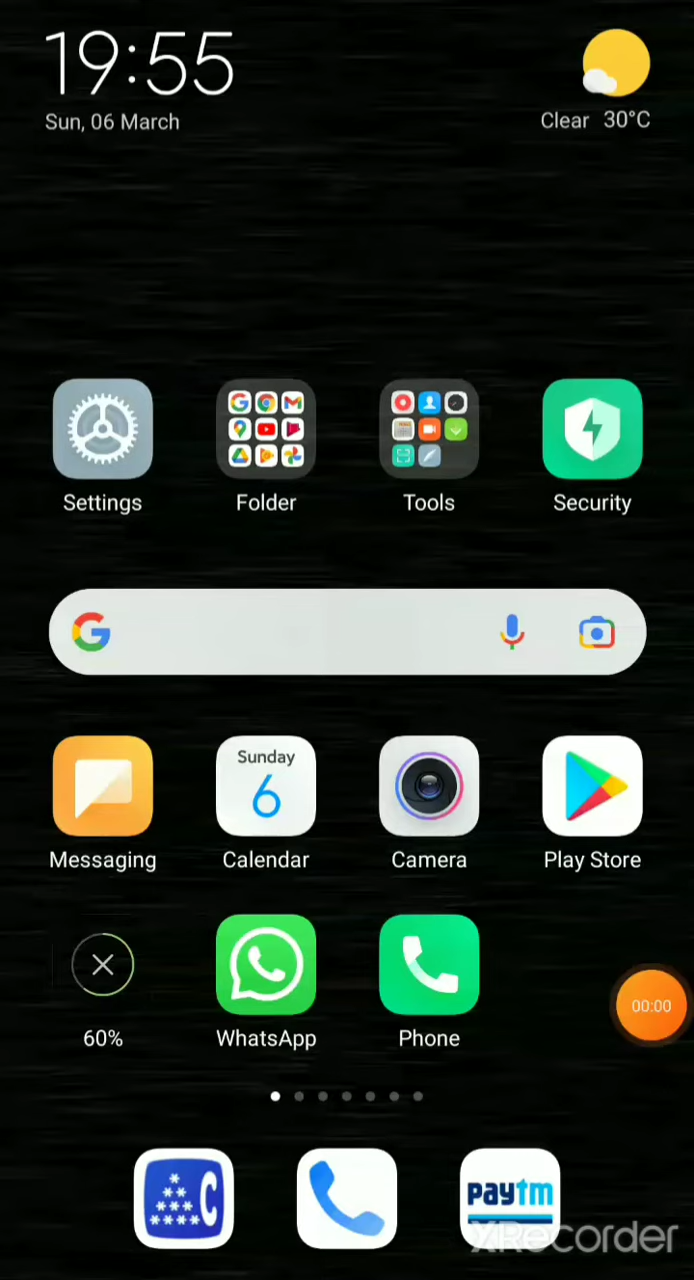 19:55
Sun, 06 March
Clear 30°C
Settings
Folder
Tools
Security
Sunday
6
Messaging
Calendar
Camera
Play Store
00:00
60%
WhatsApp
Phone
C
paytm
XRecorder